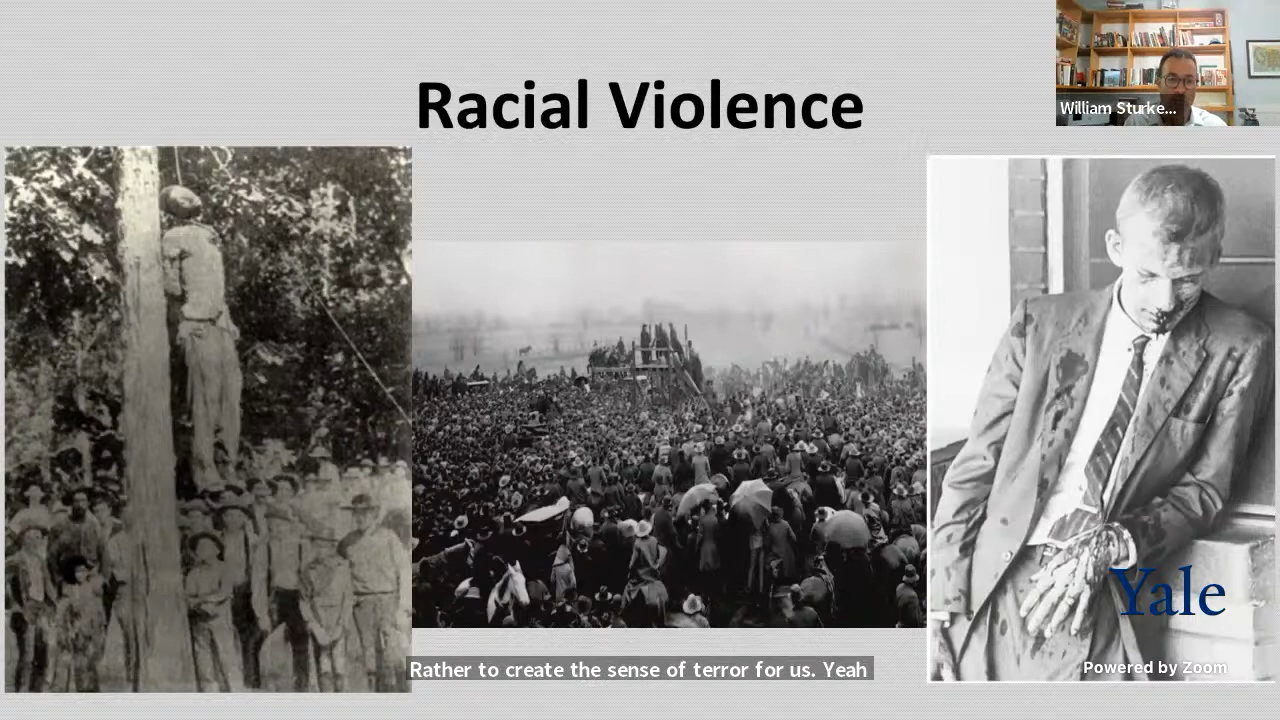 Racial Violence
William Sturke...
Yale
Rather to create the sense of terror for us. Yeah
Powered by Zoom